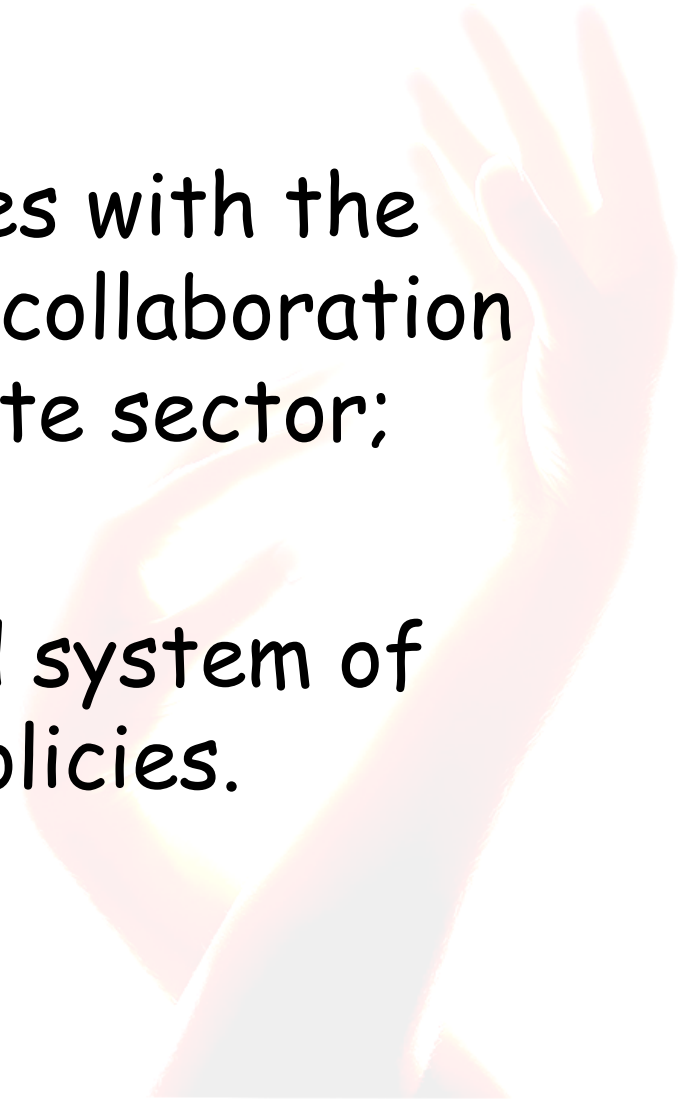 es with the
collaboration
te sector;
system of
olicies.